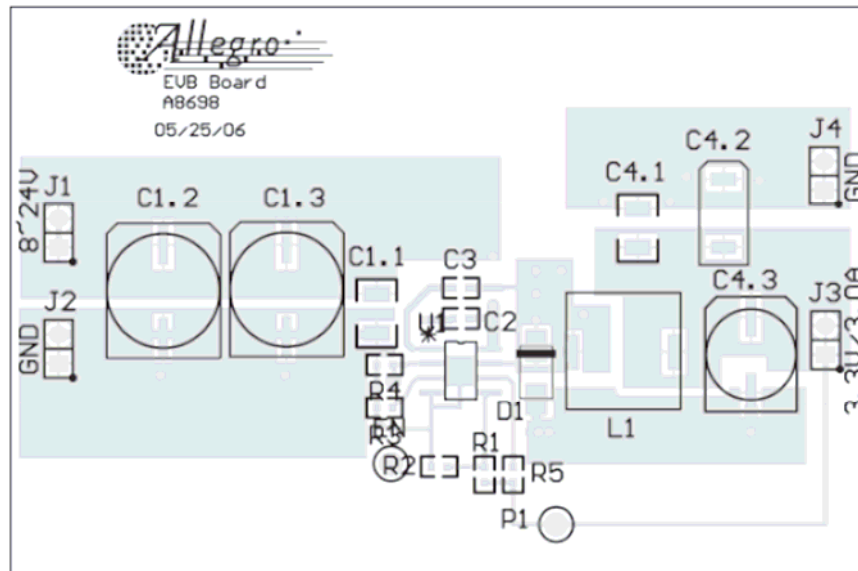 Allegro
EVB Board
A8698
05/25/06
J4
C4.2
C4.1
GND
J1
8~24V
C1.2
C1.3
C1.1
C3
C4.3
J3
J2
GND
U1
*
C2
R4
D1
L1
R3
R2
R1
R5
P1